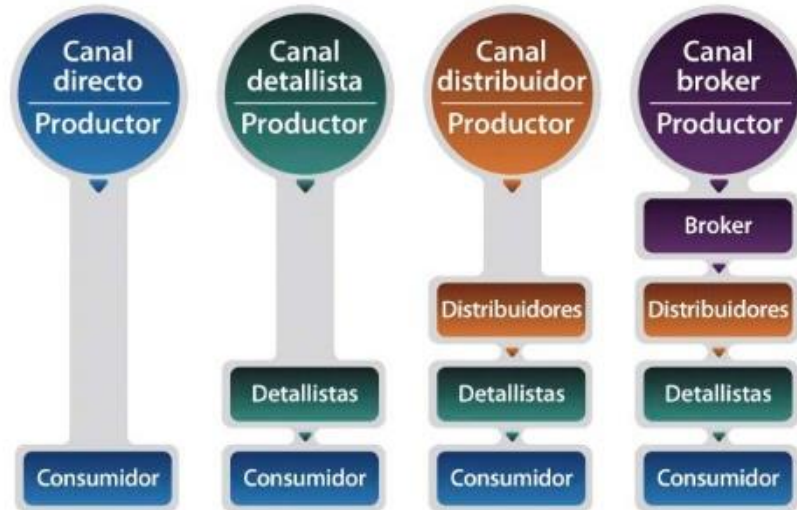 Canal
directo
Productor
Consumidor
Canal
detallista
Productor
Detallistas
Consumidor
Canal
distribuidor
Productor
Distribuidores
Detallistas
Consumidor
Canal
broker
Productor
Broker
Distribuidores
Detallistas
Consumidor